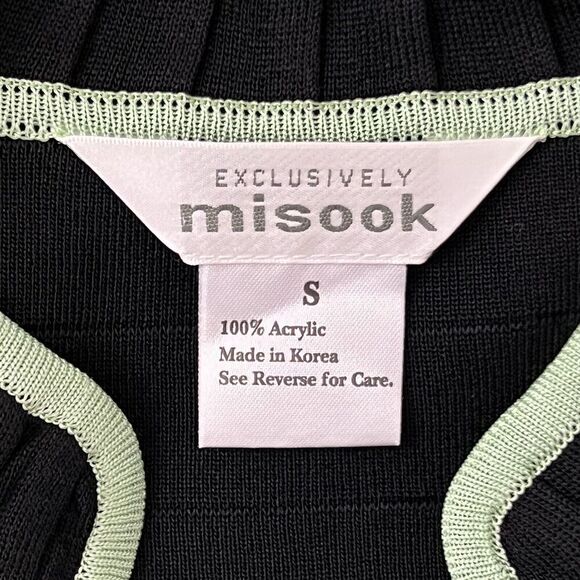 EXCLUSIVELY
misook
S
100% Acrylic
Made in Korea
See Reverse for Care.